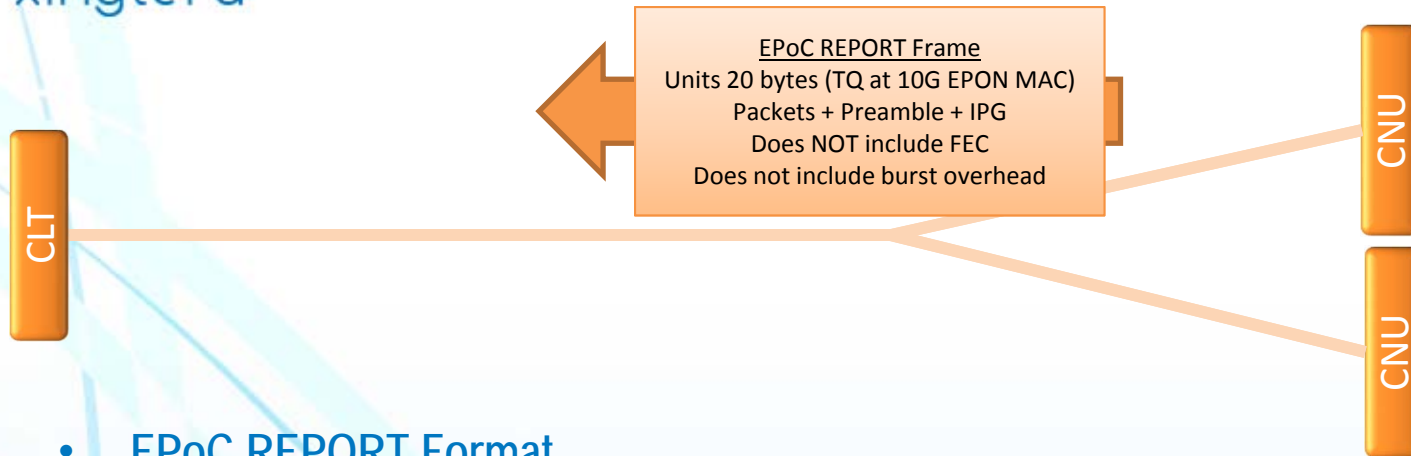 EPoC REPORT Frame
Units 20 bytes (TQ at 10G EPON MAC)
Packets + Preamble + IPG
Does NOT include FEC
Does not include burst overhead
CNU
CLT
CNU
• EPoC REPORT Format